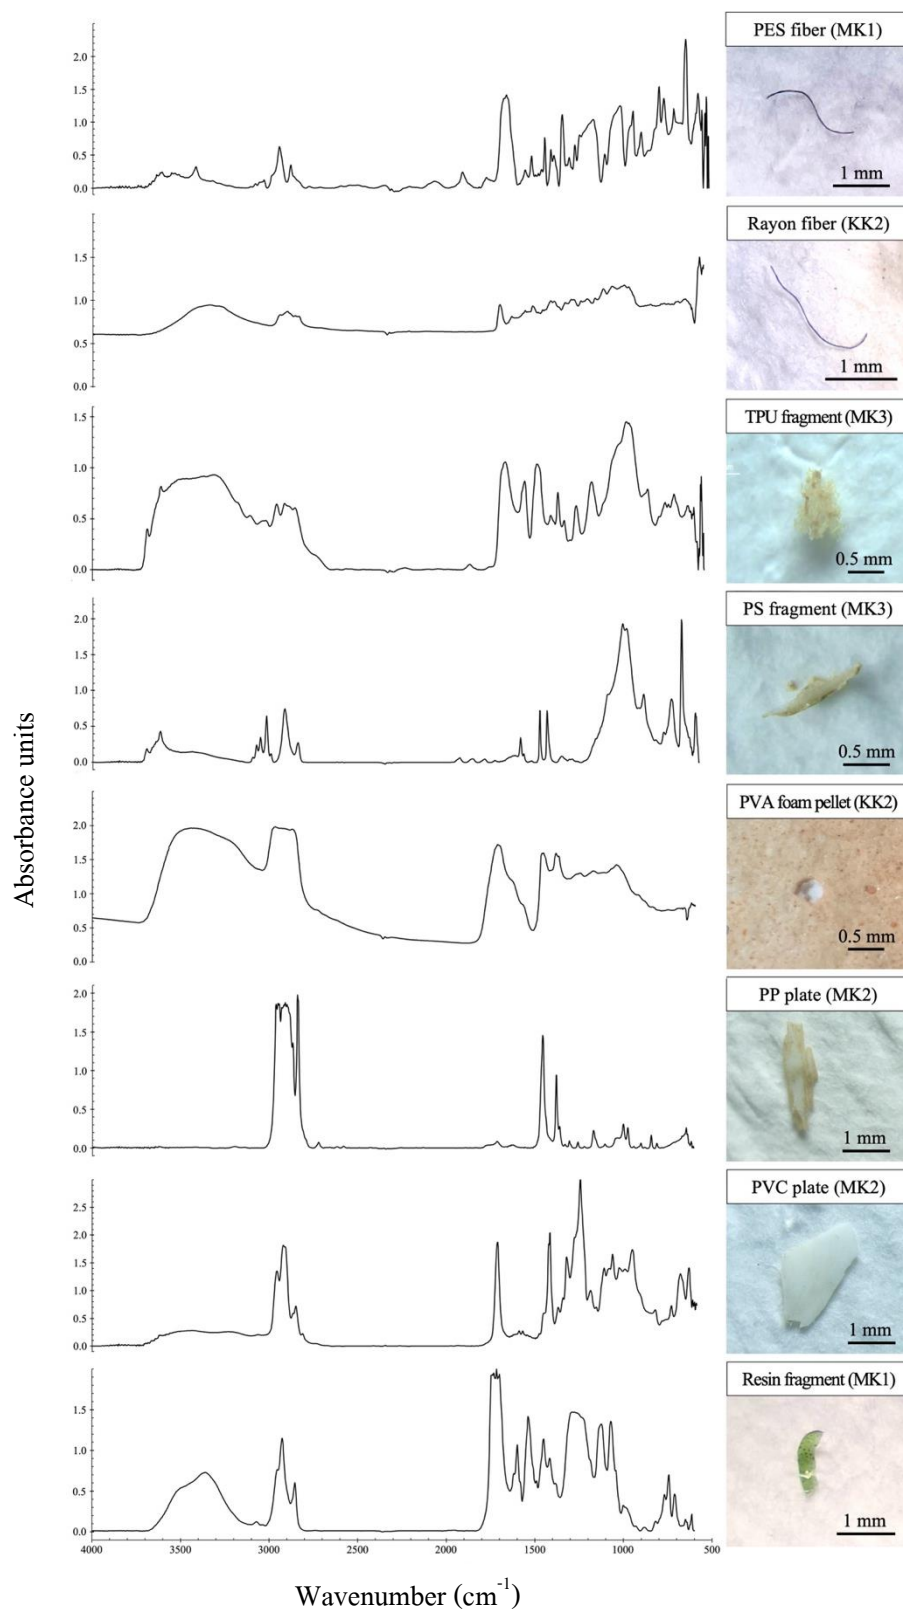 PES fiber (MK1)
2.0
1.5
1.0
0.5
0.0
1 mm
Rayon fiber (KK2)
1.5
1.0
0.5
0.0
1 mm
TPU fragment (MK3)
1.5
1.0
0.5
0.0
0.5 mm
PS fragment (MK3)
2.0
1.5
1.0
0.5
0.0
0.5 mm
Absorbance units
PVA foam pellet (KK2)
2.0
1.5
1.0
0.5
0.0
0.5 mm
PP plate (MK2)
2.0
1.5
1.0
0.5
0.0
1 mm
PVC plate (MK2)
2.5
2.0
1.5
1.0
0.5
0.0
1 mm
Resin fragment (MK1)
2.0
1.5
1.0
0.5
0.0
1 mm
4000 3500 3000 2500 2000 1500 1000 500
Wavenumber (cm⁻¹)